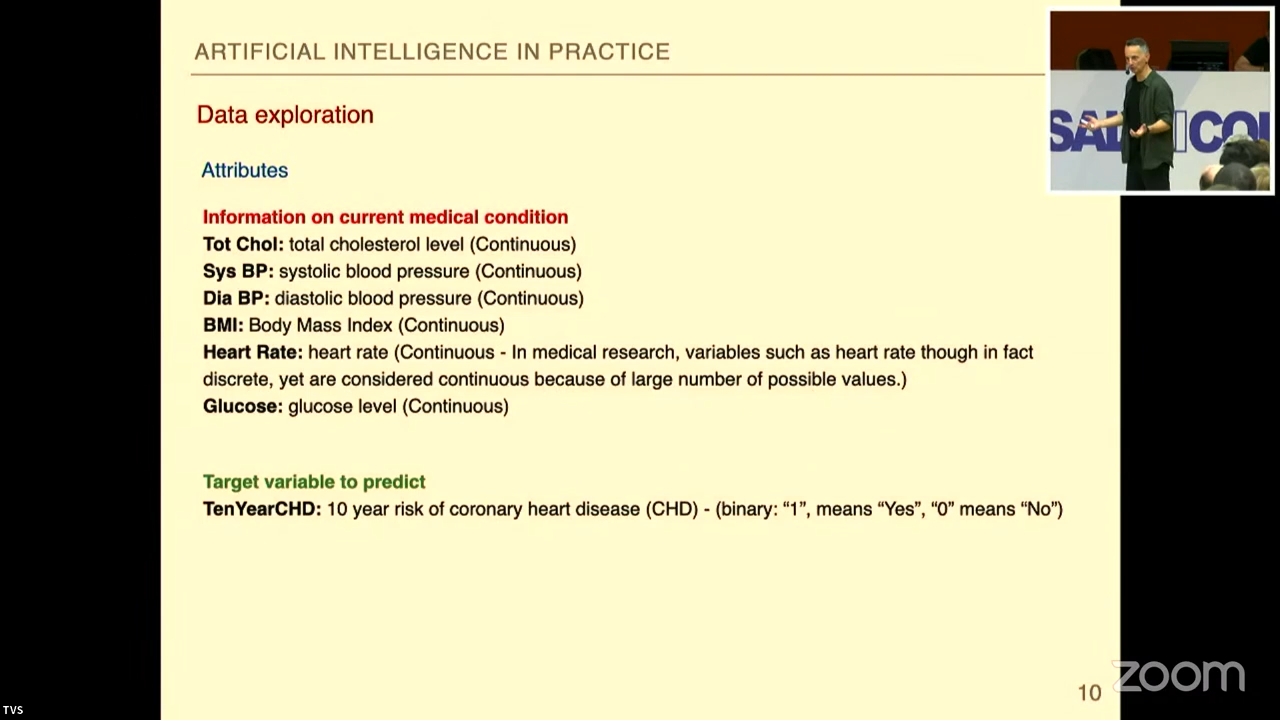 ARTIFICIAL INTELLIGENCE IN PRACTICE
Data exploration
Attributes
Information on current medical condition
Tot Chol: total cholesterol level (Continuous)
Sys BP: systolic blood pressure (Continuous)
Dia BP: diastolic blood pressure (Continuous)
BMI: Body Mass Index (Continuous)
Heart Rate: heart rate (Continuous - In medical research, variables such as heart rate though in fact
discrete, yet are considered continuous because of large number of possible values.)
Glucose: glucose level (Continuous)
Target variable to predict
TenYearCHD: 10 year risk of coronary heart disease (CHD) - (binary: “1”, means “Yes”, “0” means “No”)
10
zoom
TVS